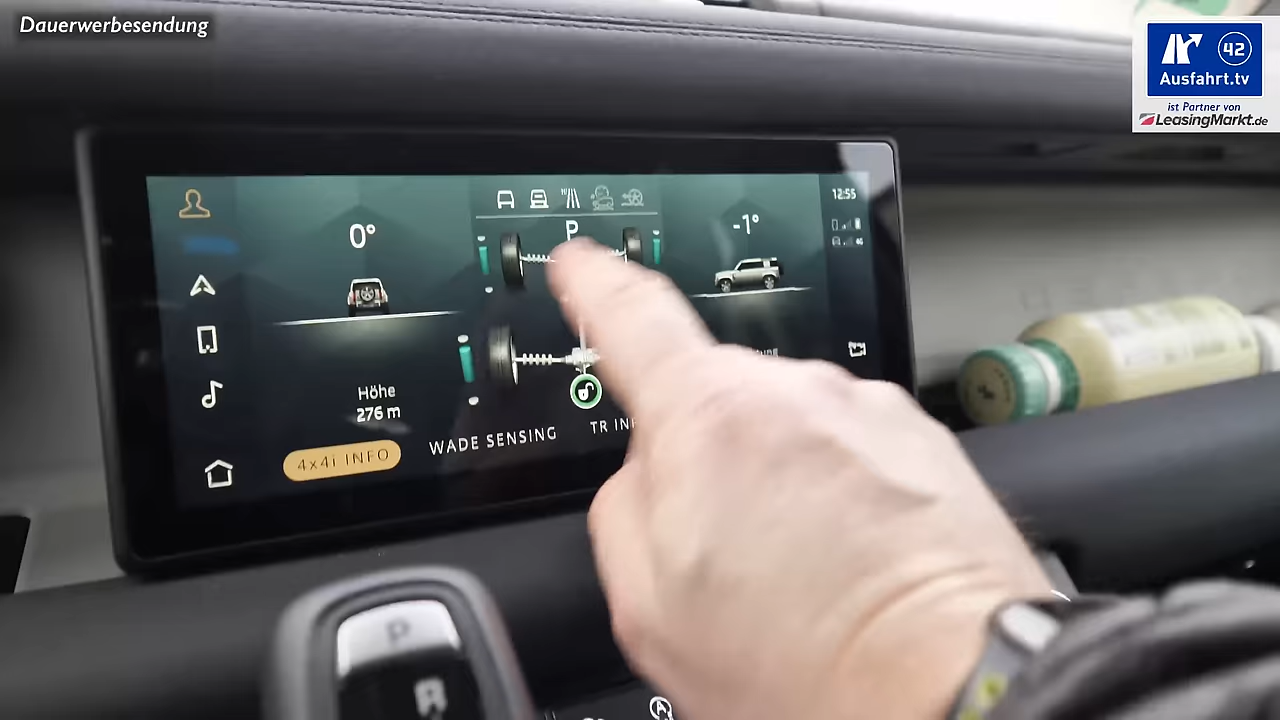 Dauerwerbesendung
42
Ausfahrt.tv
ist Partner von
LeasingMarkt.de
12:55
0°
P
-1°
4G
Höhe
276 m
4x4i INFO
WADE SENSING
P
R